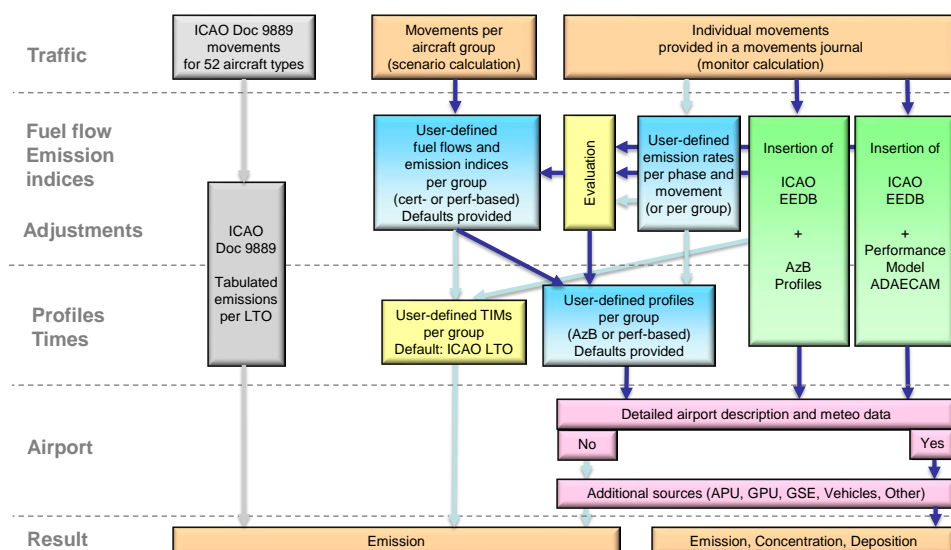 Traffic
ICAO Doc 9889
movements
for 52 aircraft types
Movements per
aircraft group
(scenario calculation)
Individual movements
provided in a movements journal
(monitor calculation)
Fuel flow
Emission
indices
Adjustments
User-defined
fuel flows and
emission indices
per group
(cert- or perf-based)
Defaults provided
Evaluation
User-defined
emission rates
per phase and
movement
(or per group)
Insertion of
ICAO
EEDB
+
AzB
Profiles
Insertion of
ICAO
EEDB
+
Performance
Model
ADAECAM
ICAO
Doc 9889
Tabulated
emissions
per LTO
Profiles
Times
User-defined TIMs
per group
Default: ICAO LTO
User-defined profiles
per group
(AzB or perf-based)
Defaults provided
Airport
Detailed airport description and meteo data
No
Yes
Additional sources (APU, GPU, GSE, Vehicles, Other)
Result
Emission
Emission, Concentration, Deposition